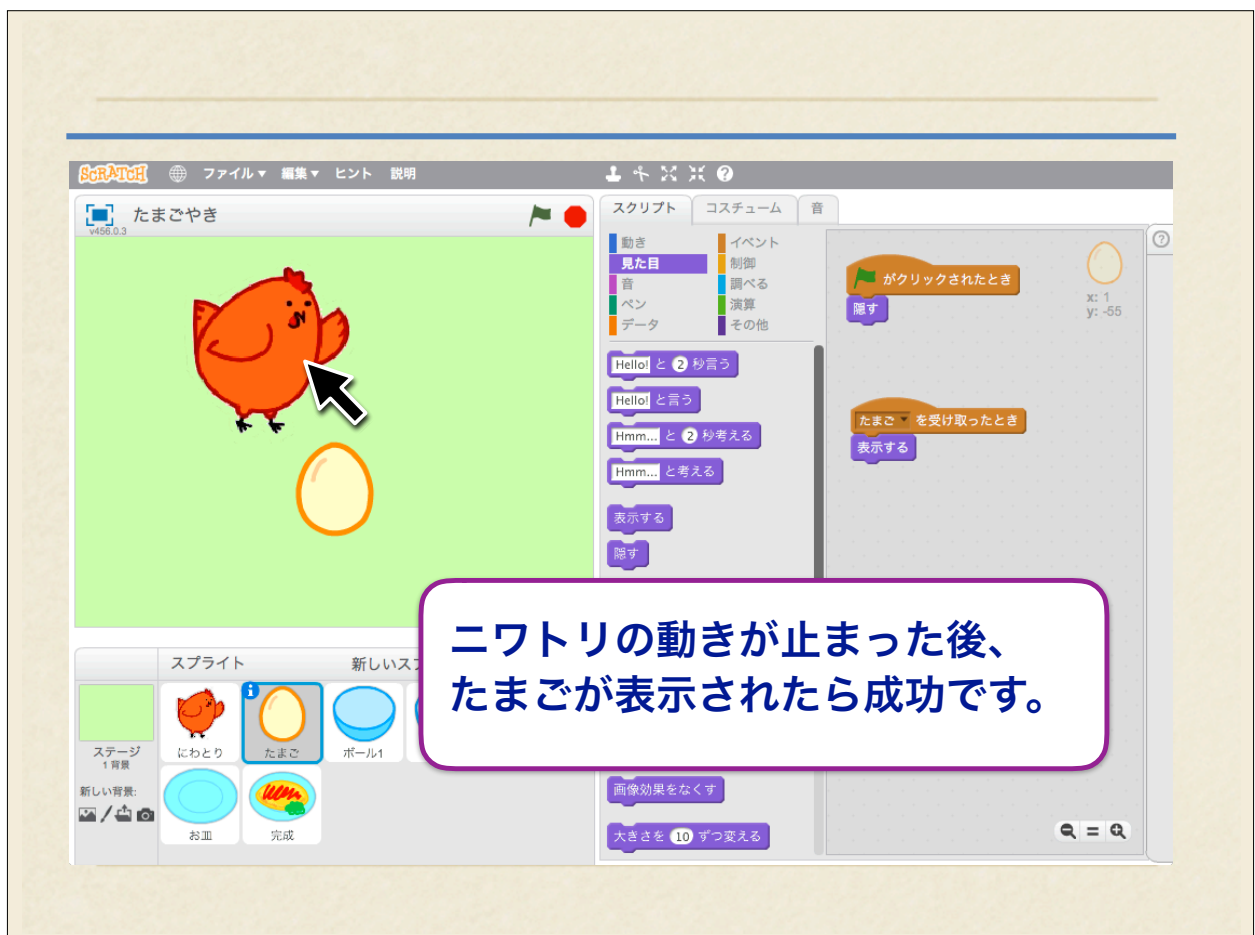 SCRATCH ファイル▼ 編集▼ ヒント 説明
たまごやき
v456.0.3
スクリプト コスチューム 音
動き イベント
見た目 制御
音 調べる
ペン 演算
データ その他
Hello! と 2 秒言う
Hello! と言う
Hmm... と 2 秒考える
Hmm... と考える
表示する
隠す
画像効果をなくす
大きさを 10 ずつ変える
がクリックされたとき
隠す
たまご を受け取ったとき
表示する
x: 1
y: -55
ニワトリの動きが止まった後、
たまごが表示されたら成功です。
スプライト 新しいス
ステージ
1 背景
新しい背景:
にわとり たまご ボール1
お皿 完成